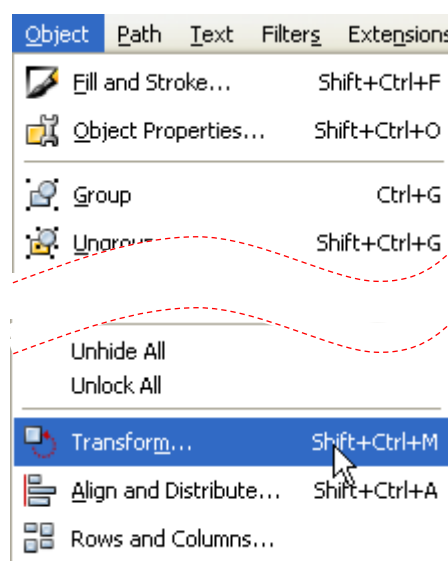 Object Path Text Filters Extensions
Fill and Stroke... Shift+Ctrl+F
Object Properties... Shift+Ctrl+O
Group Ctrl+G
Ungroup Shift+Ctrl+G
Unhide All
Unlock All
Transform... Shift+Ctrl+M
Align and Distribute... Shift+Ctrl+A
Rows and Columns...